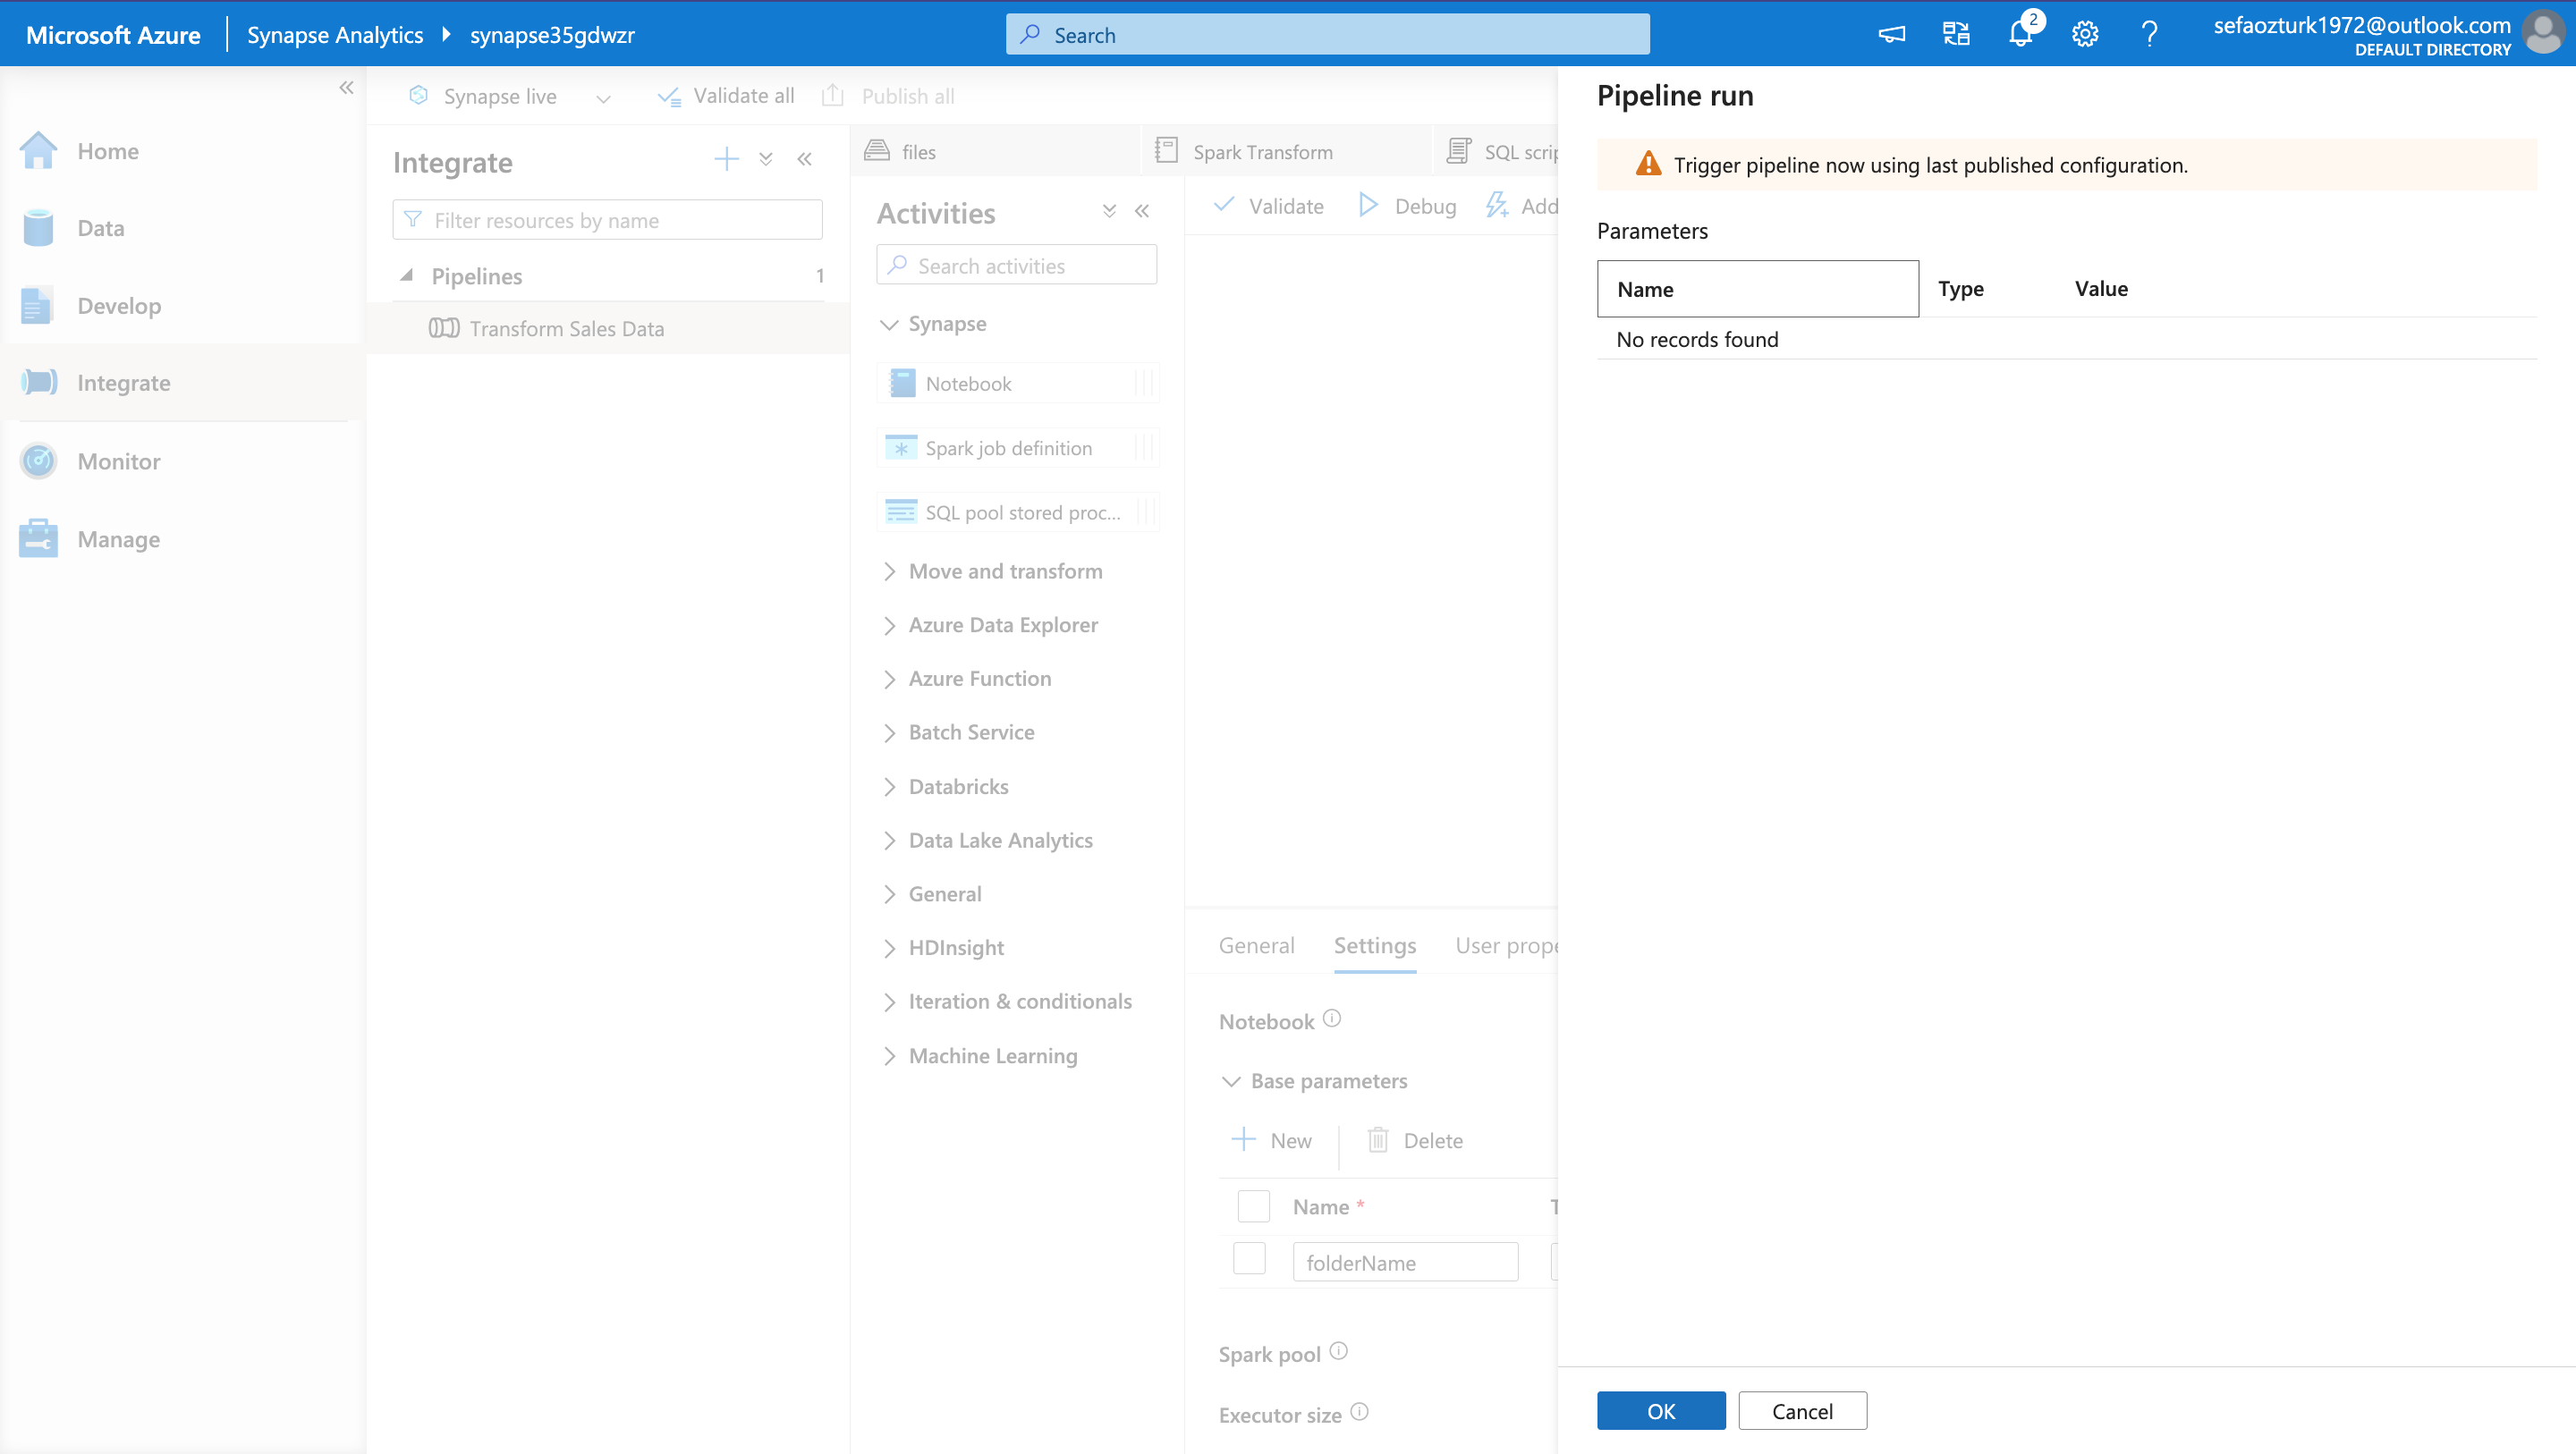 Microsoft Azure
Synapse Analytics
synapse35gdwzr
Search
2
sefaozturk1972@outlook.com
DEFAULT DIRECTORY
Home
Data
Develop
Integrate
Monitor
Manage
Synapse live
Validate all
Publish all
Integrate
Filter resources by name
Pipelines 1
Transform Sales Data
files
Spark Transform
SQL scrip
Activities
Search activities
Synapse
Notebook
Spark job definition
SQL pool stored proc...
Move and transform
Azure Data Explorer
Azure Function
Batch Service
Databricks
Data Lake Analytics
General
HDInsight
Iteration & conditionals
Machine Learning
Validate
Debug
Add
General
Settings
User prope
Notebook
Base parameters
New
Delete
Name *
folderName
Spark pool
Executor size
Pipeline run
Trigger pipeline now using last published configuration.
Parameters
Name Type Value
No records found
OK
Cancel